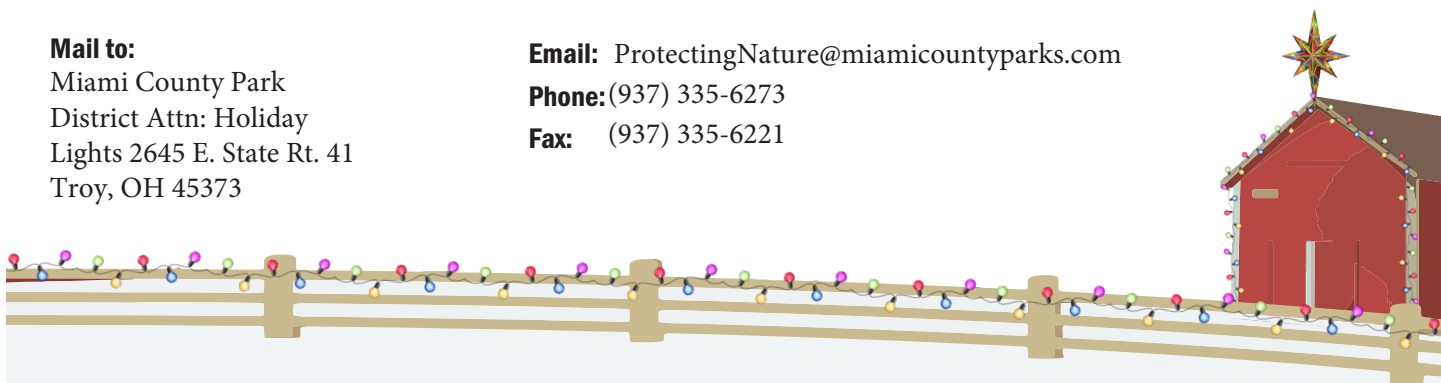 Mail to:
Miami County Park
District Attn: Holiday
Lights 2645 E. State Rt. 41
Troy, OH 45373
Email: ProtectingNature@miamicountyparks.com
Phone: (937) 335-6273
Fax: (937) 335-6221